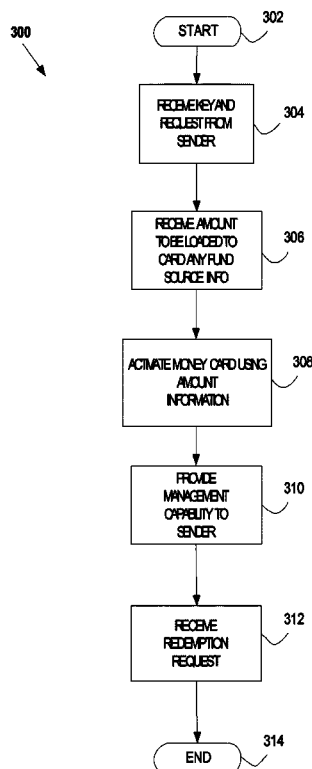 300
START
302
RECEIVE KEY AND
REQUEST FROM
SENDER
304
RECEIVE AMOUNT
TO BE LOADED TO
CARD ANY FUND
SOURCE INFO
306
ACTIVATE MONEY CARD USING
AMOUNT
INFORMATION
308
PROVIDE
MANAGEMENT
CAPABILITY TO
SENDER
310
RECEIVE
REDEMPTION
REQUEST
312
END
314